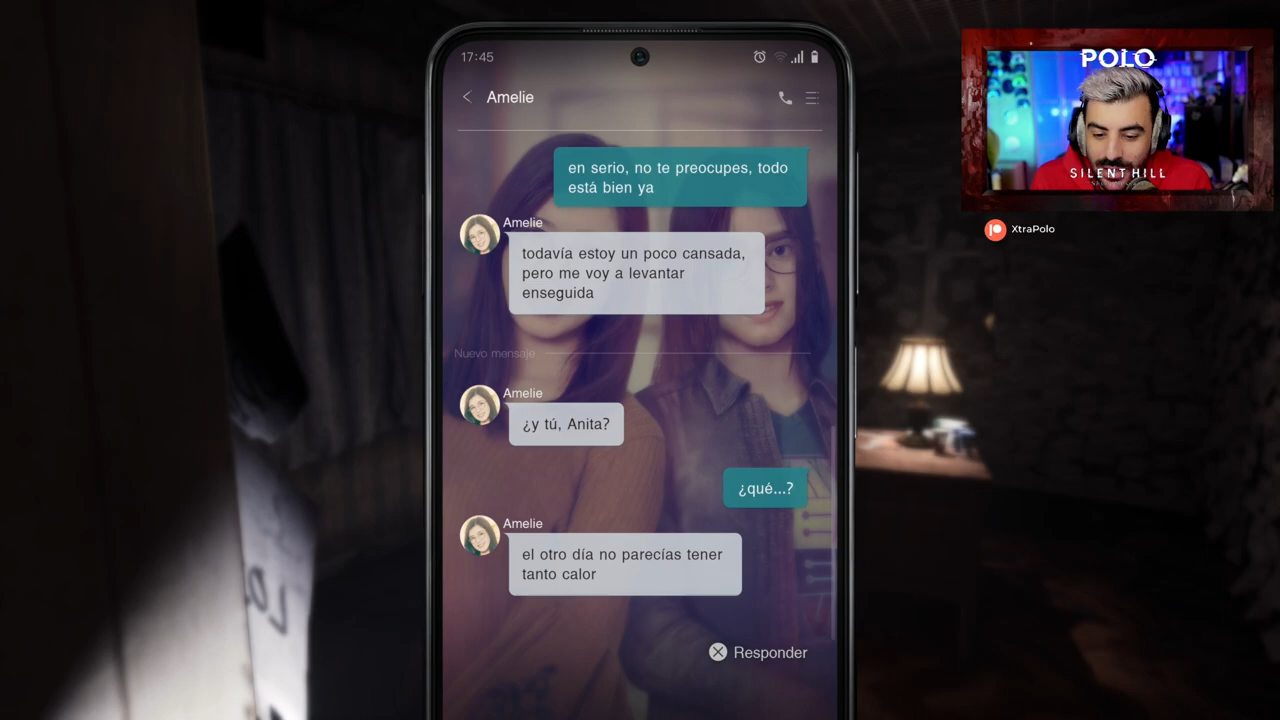 17:45
Amelie
en serio, no te preocupes, todo
está bien ya
Amelie
todavía estoy un poco cansada,
pero me voy a levantar
enseguida
Nuevo mensaje
Amelie
¿y tú, Anita?
¿qué...?
Amelie
el otro día no parecías tener
tanto calor
Responder
POLO
SILENT HILL
XtraPolo